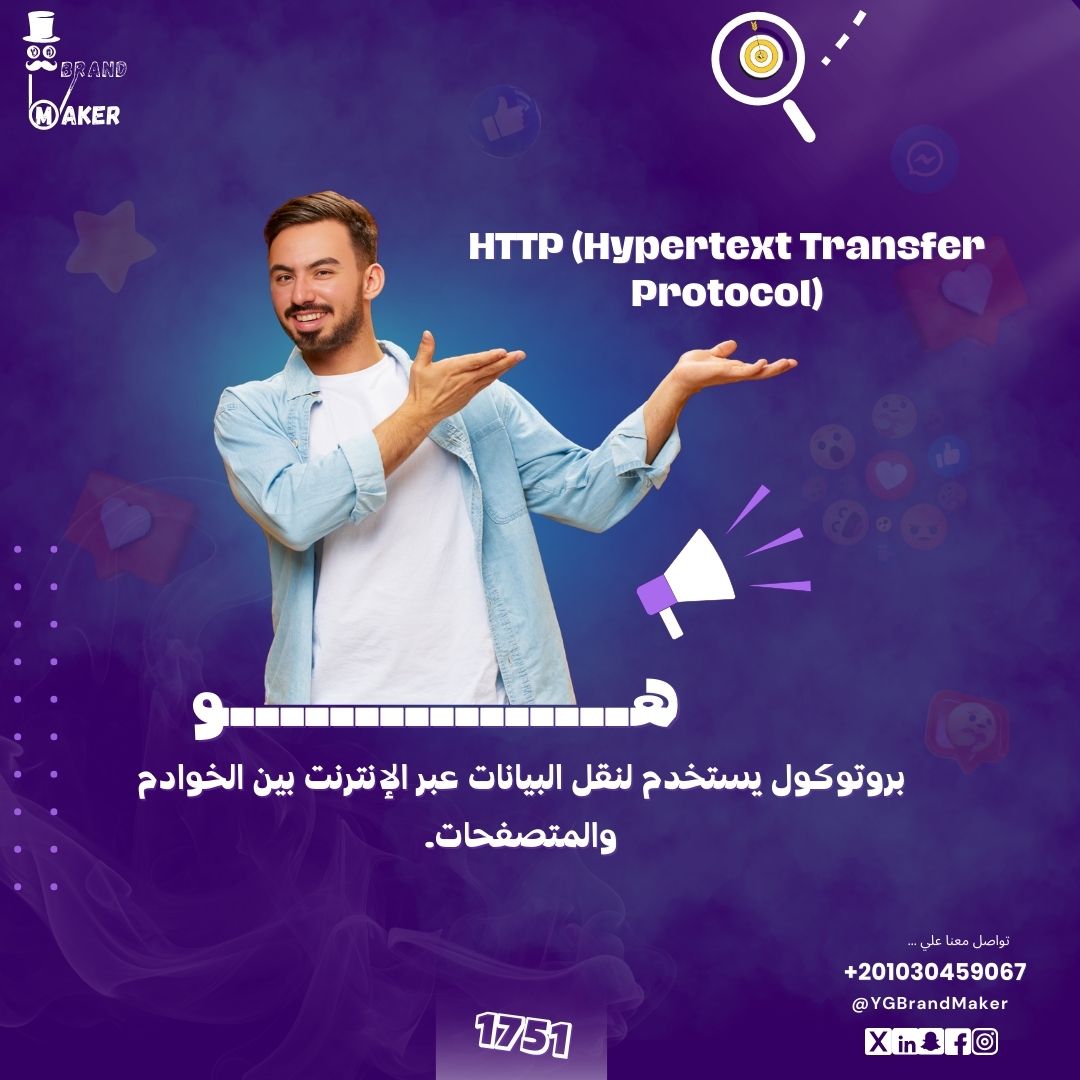 BRAND
MAKER
HTTP (Hypertext Transfer
Protocol)
هـــــــــــــــــو
بروتوكول يستخدم لنقل البيانات عبر الإنترنت بين الخوادم
والمتصفحات.
تواصل معنا علي ...
+201030459067
@YGBrandMaker
1751